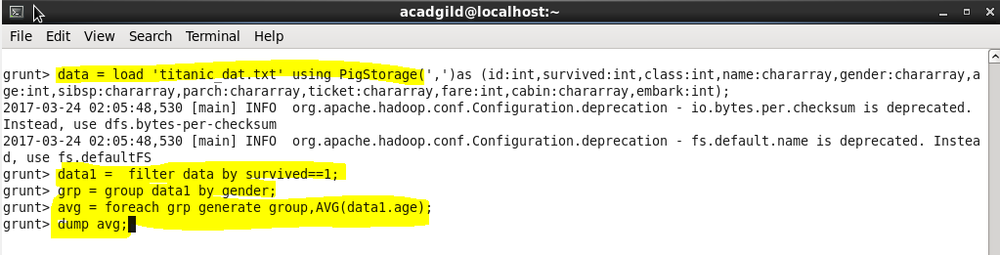 acadgild@localhost:~
File Edit View Search Terminal Help
grunt> data = load 'titanic_dat.txt' using PigStorage(',')as (id:int,survived:int,class:int,name:chararray,gender:chararray,a
ge:int,sibsp:chararray,parch:chararray,ticket:chararray,fare:int,cabin:chararray,embark:int);
2017-03-24 02:05:48,530 [main] INFO  org.apache.hadoop.conf.Configuration.deprecation - io.bytes.per.checksum is deprecated.
Instead, use dfs.bytes-per-checksum
2017-03-24 02:05:48,530 [main] INFO  org.apache.hadoop.conf.Configuration.deprecation - fs.default.name is deprecated. Instea
d, use fs.defaultFS
grunt> data1 =  filter data by survived==1;
grunt> grp = group data1 by gender;
grunt> avg = foreach grp generate group,AVG(data1.age);
grunt> dump avg;